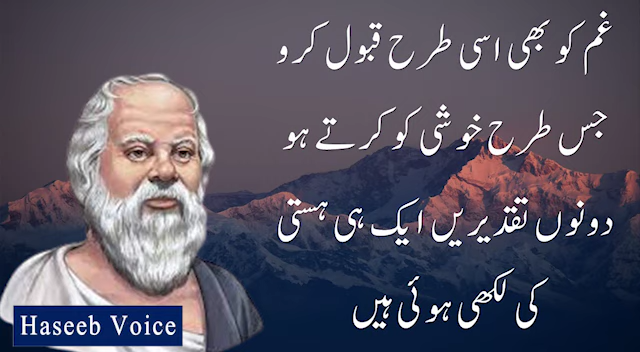 غم کو بھی اسی طرح قبول کرو
جس طرح خوشی کو کرتے ہو
دونوں تقدیریں ایک ہی ہستی
کی لکھی ہوئی ہیں
Haseeb Voice